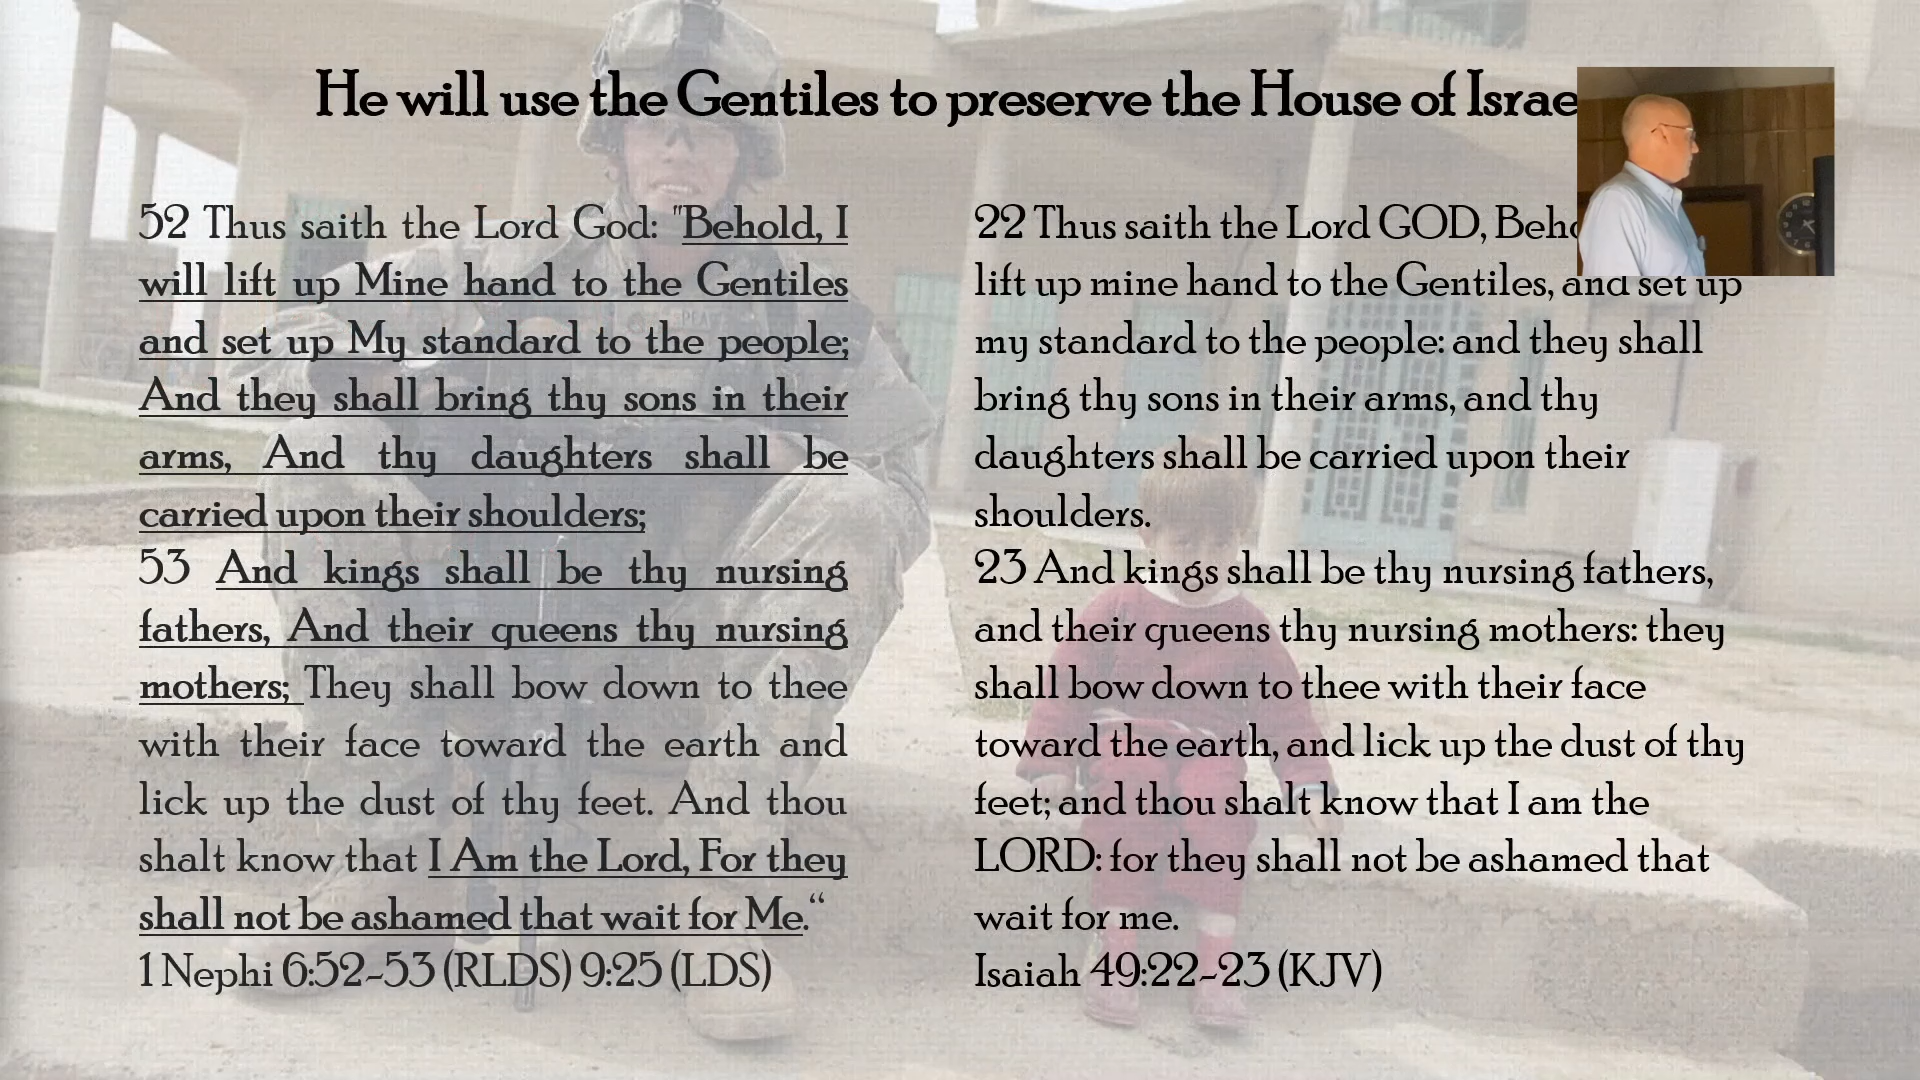 He will use the Gentiles to preserve the House of Israe
52 Thus saith the Lord God: "Behold, I
will lift up Mine hand to the Gentiles
and set up My standard to the people;
And they shall bring thy sons in their
arms, And thy daughters shall be
carried upon their shoulders;
53 And kings shall be thy nursing
fathers, And their queens thy nursing
mothers; They shall bow down to thee
with their face toward the earth and
lick up the dust of thy feet. And thou
shalt know that I Am the Lord, For they
shall not be ashamed that wait for Me.“
1 Nephi 6:52-53 (RLDS) 9:25 (LDS)
22 Thus saith the Lord GOD, Beho
lift up mine hand to the Gentiles, and set up
my standard to the people: and they shall
bring thy sons in their arms, and thy
daughters shall be carried upon their
shoulders.
23 And kings shall be thy nursing fathers,
and their queens thy nursing mothers: they
shall bow down to thee with their face
toward the earth, and lick up the dust of thy
feet; and thou shalt know that I am the
LORD: for they shall not be ashamed that
wait for me.
Isaiah 49:22-23 (KJV)